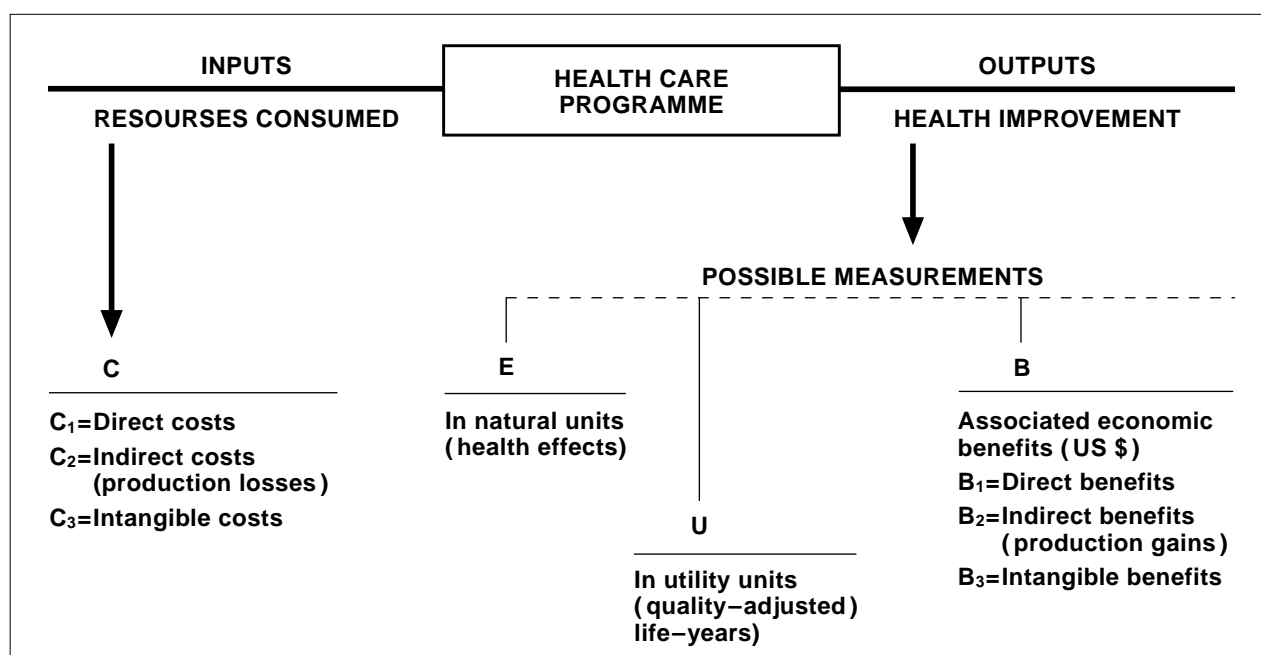 INPUTS
RESOURSES CONSUMED
HEALTH CARE
PROGRAMME
OUTPUTS
HEALTH IMPROVEMENT
POSSIBLE MEASUREMENTS
C
C₁=Direct costs
C₂=Indirect costs
(production losses)
C₃=Intangible costs
E
In natural units
(health effects)
U
In utility units
(quality–adjusted)
life–years)
B
Associated economic
benefits (US $)
B₁=Direct benefits
B₂=Indirect benefits
(production gains)
B₃=Intangible benefits